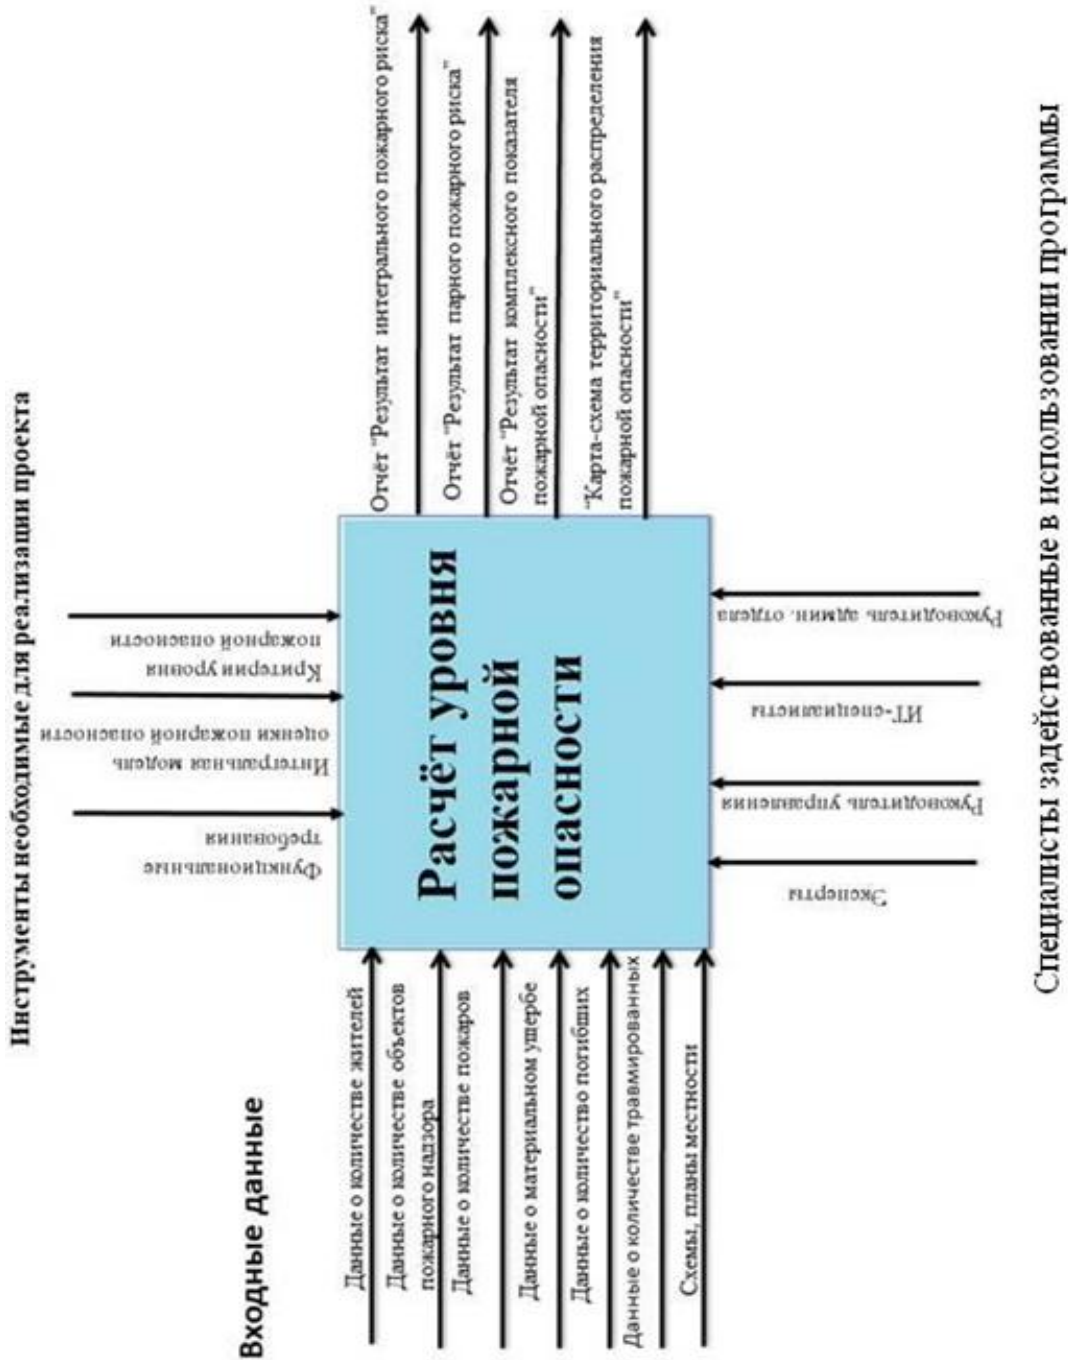 Инструменты необходимые для реализации проекта
Функциональные
требования
Интегральная модель
оценки пожарной опасности
Критерии уровня
пожарной опасности
Входные данные
Данные о количестве жителей
Данные о количестве объектов
пожарного надзора
Данные о количестве пожаров
Данные о материальном ущербе
Данные о количество погибших
Данные о количестве травмированных
Схемы, планы местности
Расчёт уровня
пожарной
опасности
Отчёт "Результат интегрального пожарного риска"
Отчёт "Результат парного пожарного риска"
Отчёт "Результат комплексного показателя
пожарной опасности"
"Карта-схема территориального распределения
пожарной опасности"
Эксперты
Руководитель управления
ИТ-специалисты
Руководитель админ. отдела
Специалисты задействованные в использовании программы